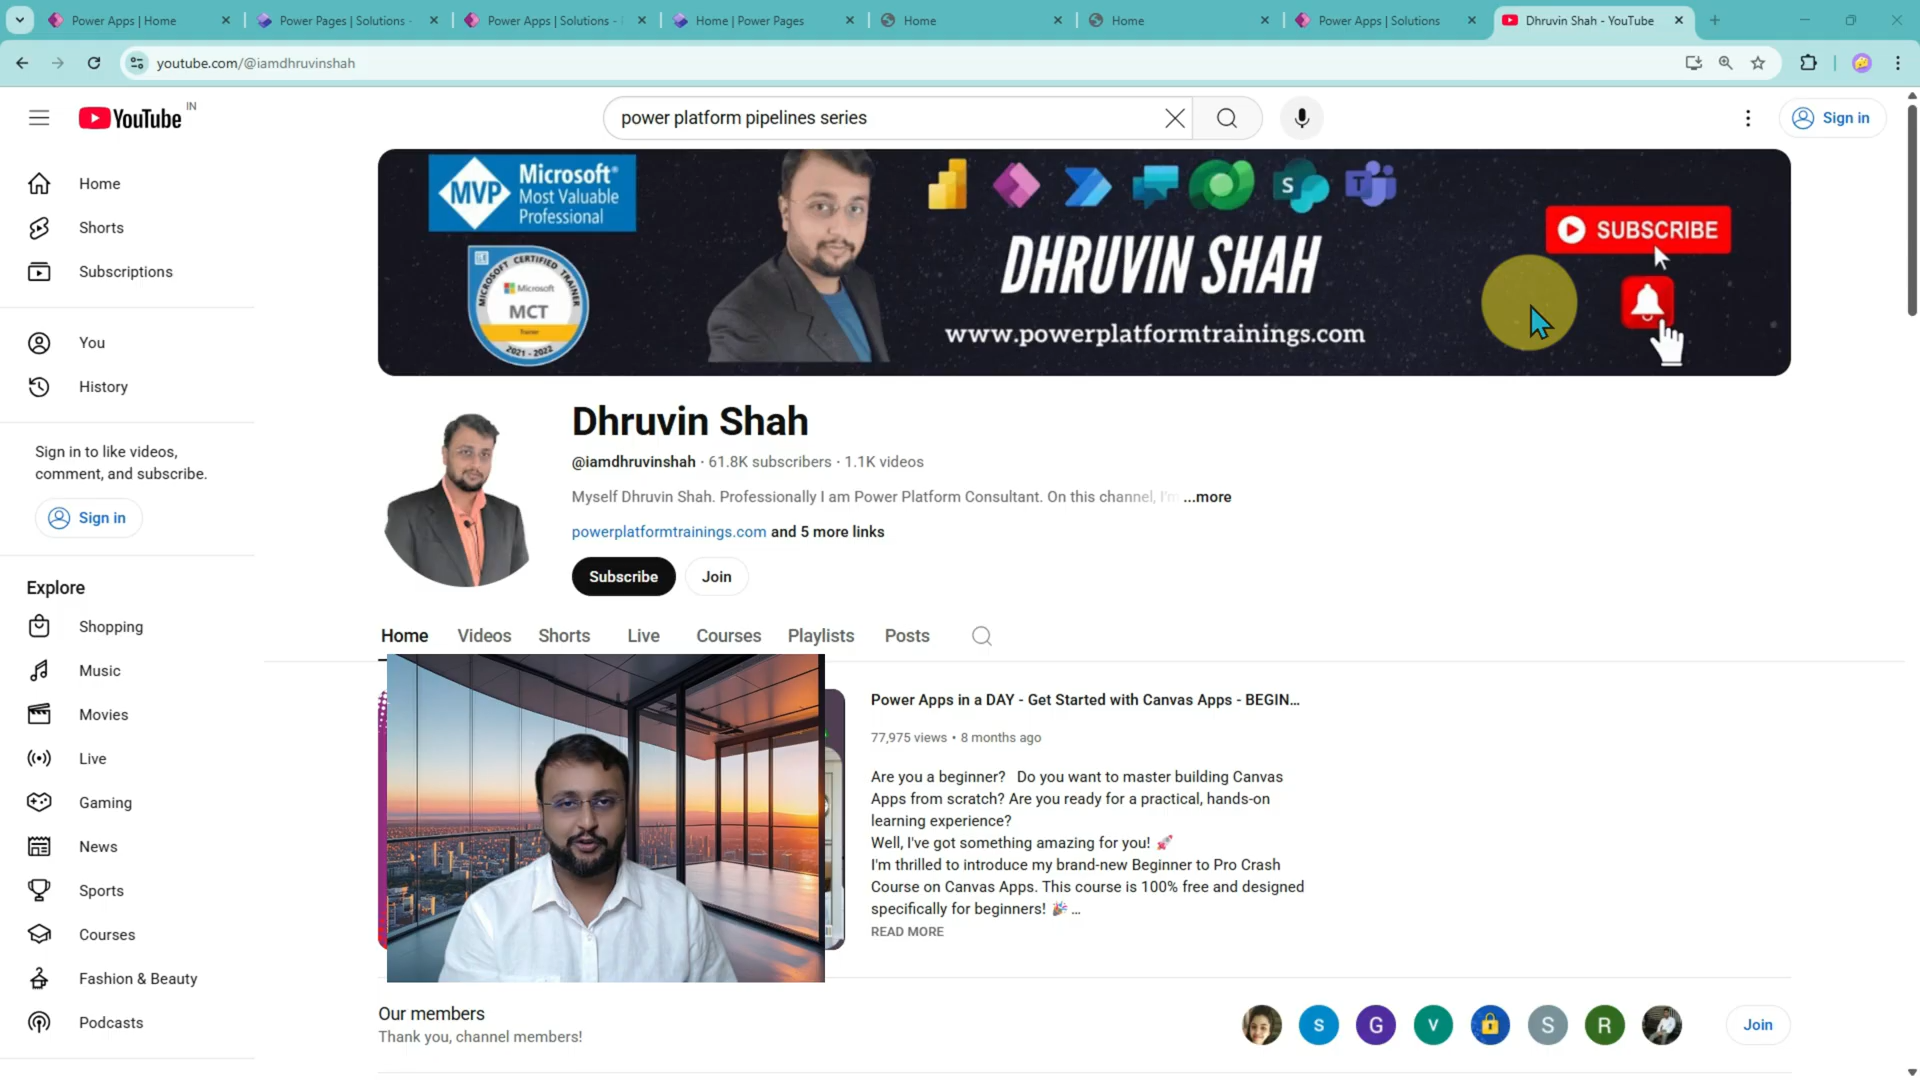 Power Apps | Home
Power Pages | Solutions -
Power Apps | Solutions -
Home | Power Pages
Home
Home
Power Apps | Solutions
Dhruvin Shah - YouTube
youtube.com/@iamdhruvinshah
YouTube IN
power platform pipelines series
Sign in
Home
Shorts
Subscriptions
You
History
Sign in to like videos,
comment, and subscribe.
Sign in
Explore
Shopping
Music
Movies
Live
Gaming
News
Sports
Courses
Fashion & Beauty
Podcasts
MVP
Microsoft®
Most Valuable
Professional
MICROSOFT CERTIFIED TRAINER
Microsoft
MCT
Trainer
2021 - 2022
S
T
DHRUVIN SHAH
www.powerplatformtrainings.com
SUBSCRIBE
Dhruvin Shah
@iamdhruvinshah · 61.8K subscribers · 1.1K videos
Myself Dhruvin Shah. Professionally I am Power Platform Consultant. On this channel, I'm ...more
powerplatformtrainings.com and 5 more links
Subscribe
Join
Home
Videos
Shorts
Live
Courses
Playlists
Posts
Power Apps in a DAY - Get Started with Canvas Apps - BEGIN...
77,975 views • 8 months ago
Are you a beginner? Do you want to master building Canvas
Apps from scratch? Are you ready for a practical, hands-on
learning experience?
Well, I've got something amazing for you! 🚀
I'm thrilled to introduce my brand-new Beginner to Pro Crash
Course on Canvas Apps. This course is 100% free and designed
specifically for beginners! 🎉 ...
READ MORE
Our members
Thank you, channel members!
S
G
V
S
R
Join